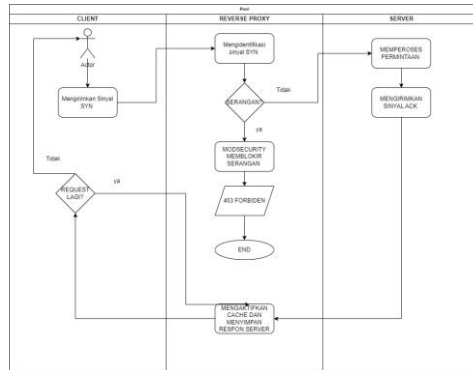 Pool
CLIENT
REVERSE PROXY
SERVER
Actor
Mengirimkan Sinyal
SYN
Mengidentifikasi
sinyal SYN
SERANGAN?
Tidak
ya
MEMPEROSES
PERMINTAAN
MENGIRIMKAN
SINYAL ACK
MODSECURITY
MEMBLOKIR
SERANGAN
403 FORBIDEN
END
Tidak
REQUEST
LAGI?
ya
MENGAKTIFKAN
CACHE DAN
MENYIMPAN
RESPON SERVER